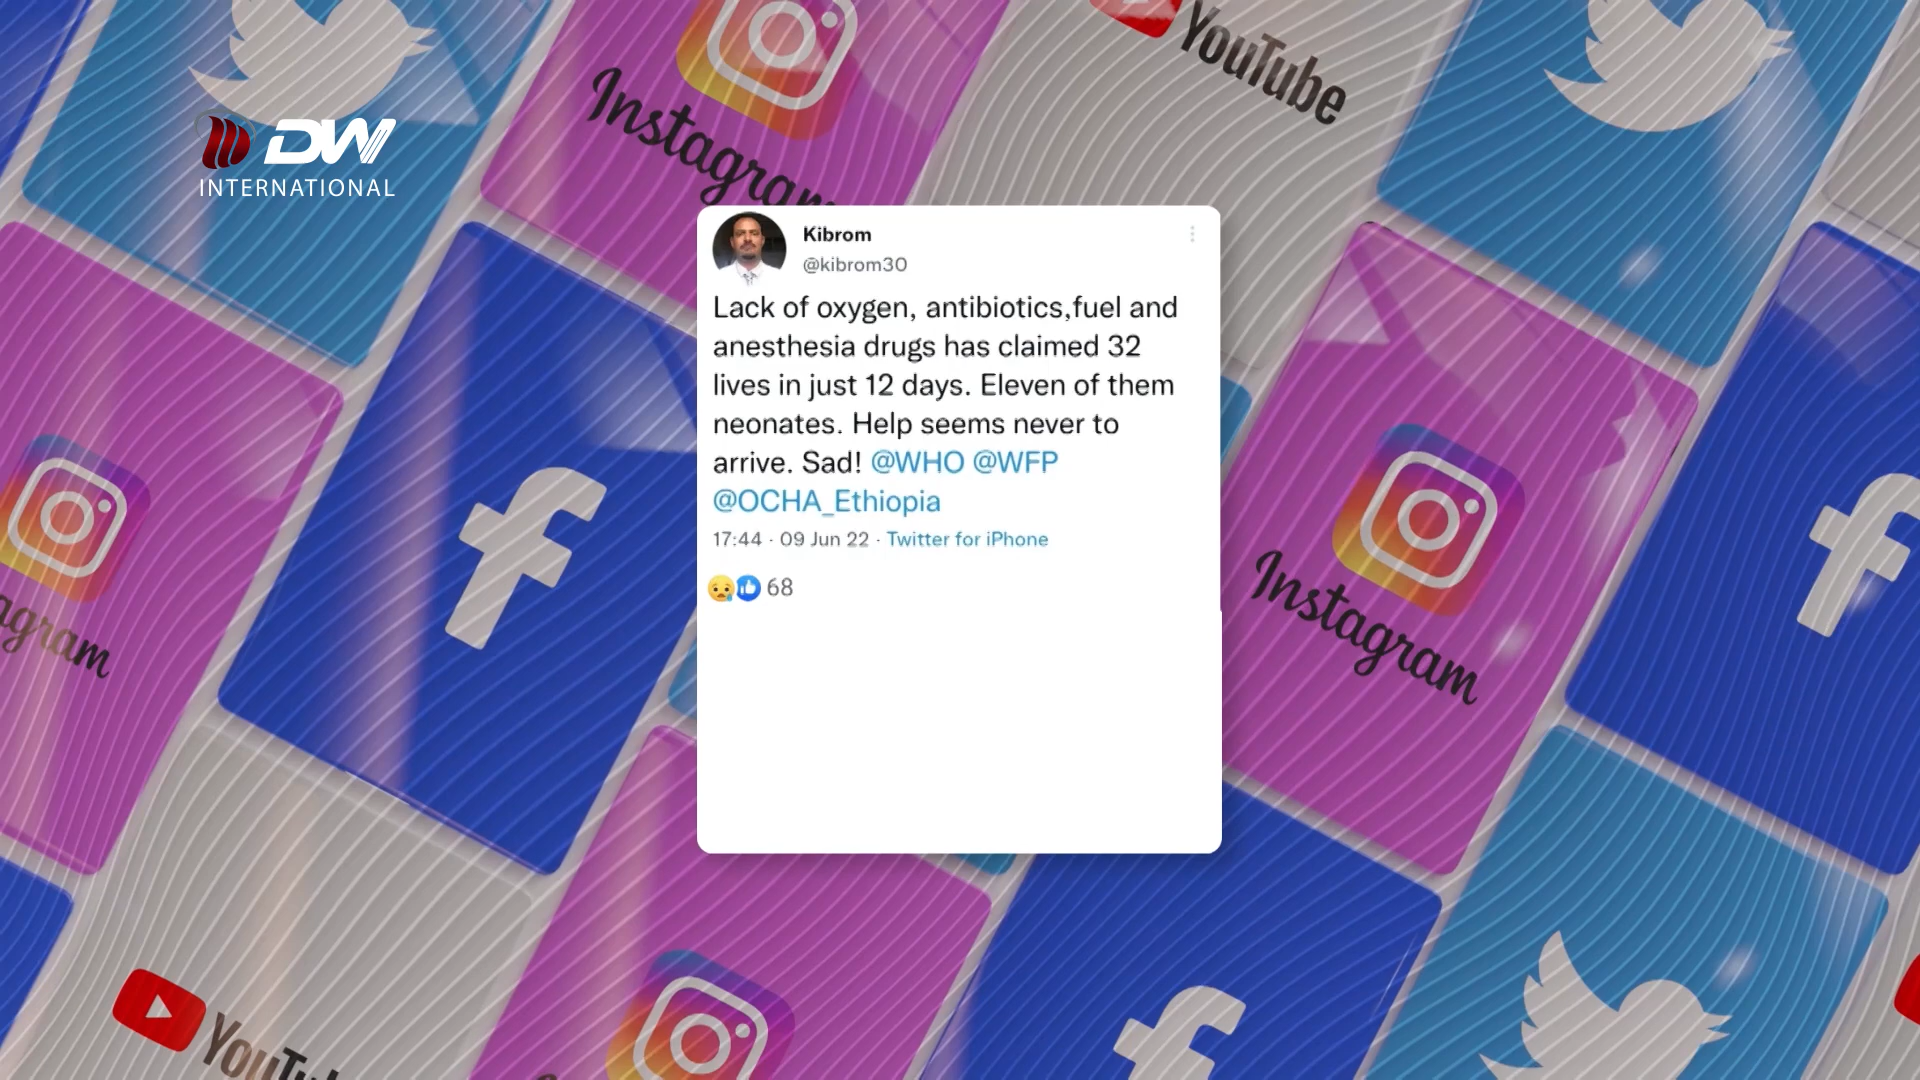 YouTube
Instagram
DW
INTERNATIONAL
Kibrom
@kibrom30
Lack of oxygen, antibiotics,fuel and
anesthesia drugs has claimed 32
lives in just 12 days. Eleven of them
neonates. Help seems never to
arrive. Sad! @WHO @WFP
@OCHA_Ethiopia
17:44 · 09 Jun 22 · Twitter for iPhone
68
Instagram
agram
YouTu